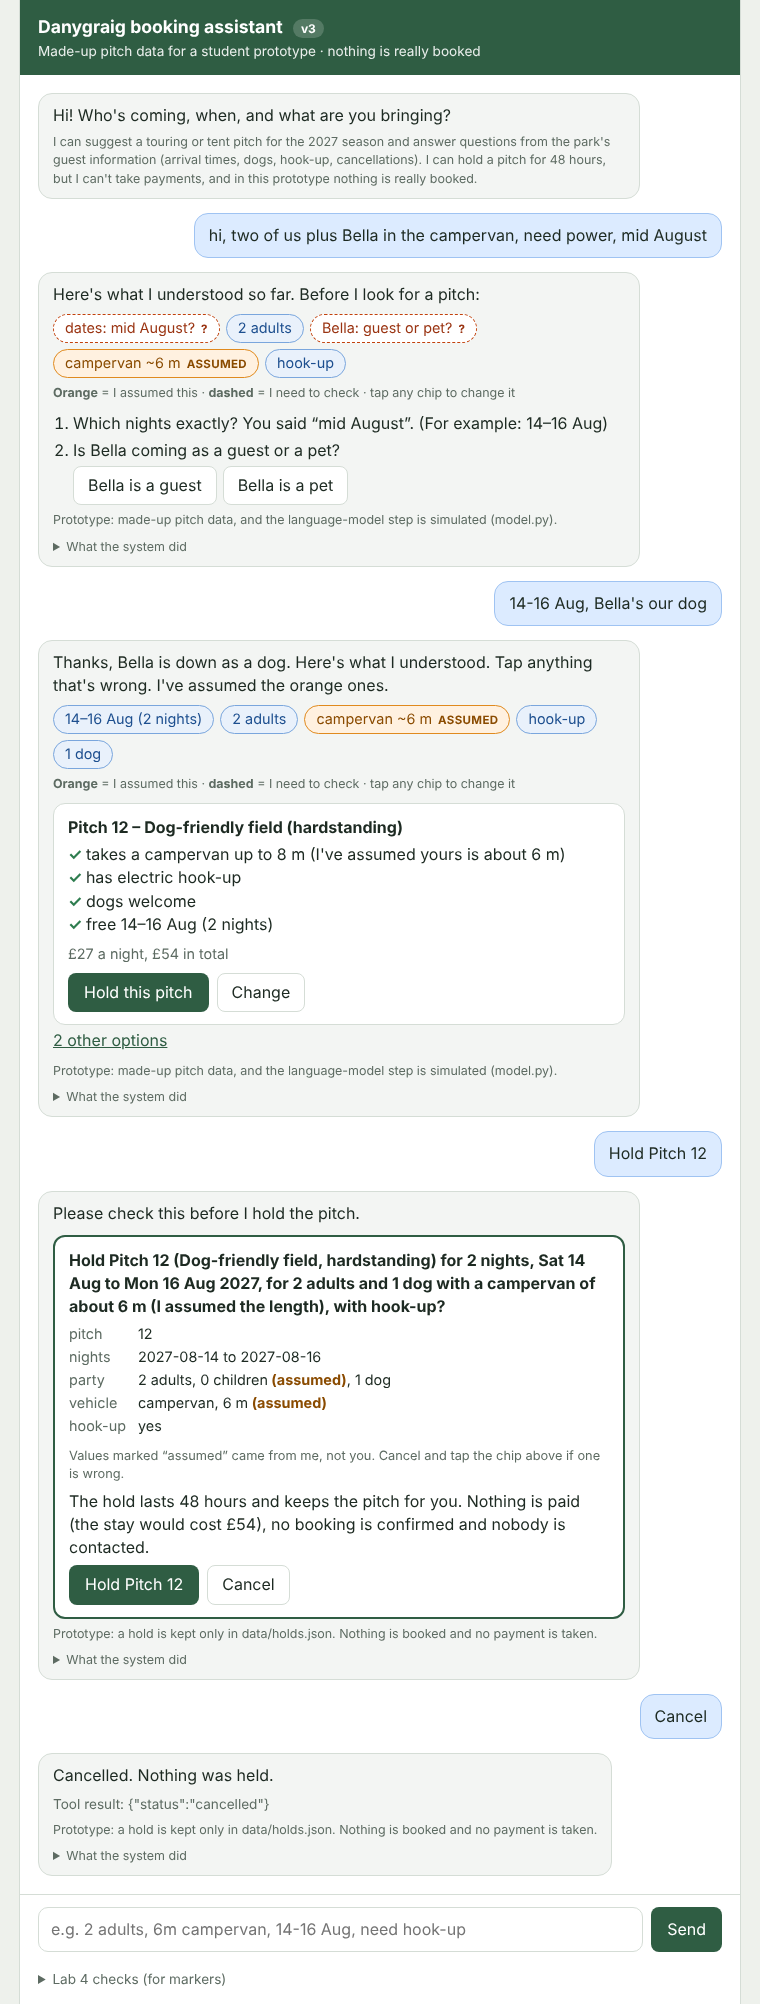 Danygraig booking assistant v3
Made-up pitch data for a student prototype · nothing is really booked
Hi! Who's coming, when, and what are you bringing?
I can suggest a touring or tent pitch for the 2027 season and answer questions from the park's
guest information (arrival times, dogs, hook-up, cancellations). I can hold a pitch for 48 hours,
but I can't take payments, and in this prototype nothing is really booked.
hi, two of us plus Bella in the campervan, need power, mid August
Here's what I understood so far. Before I look for a pitch:
dates: mid August? ? 2 adults Bella: guest or pet? ?
campervan ~6 m ASSUMED hook-up
Orange = I assumed this · dashed = I need to check · tap any chip to change it
1. Which nights exactly? You said “mid August”. (For example: 14–16 Aug)
2. Is Bella coming as a guest or a pet?
Bella is a guest Bella is a pet
Prototype: made-up pitch data, and the language-model step is simulated (model.py).
▶ What the system did
14-16 Aug, Bella's our dog
Thanks, Bella is down as a dog. Here's what I understood. Tap anything
that's wrong. I've assumed the orange ones.
14–16 Aug (2 nights) 2 adults campervan ~6 m ASSUMED hook-up
1 dog
Orange = I assumed this · dashed = I need to check · tap any chip to change it
Pitch 12 – Dog-friendly field (hardstanding)
✓ takes a campervan up to 8 m (I've assumed yours is about 6 m)
✓ has electric hook-up
✓ dogs welcome
✓ free 14–16 Aug (2 nights)
£27 a night, £54 in total
Hold this pitch Change
2 other options
Prototype: made-up pitch data, and the language-model step is simulated (model.py).
▶ What the system did
Hold Pitch 12
Please check this before I hold the pitch.
Hold Pitch 12 (Dog-friendly field, hardstanding) for 2 nights, Sat 14
Aug to Mon 16 Aug 2027, for 2 adults and 1 dog with a campervan of
about 6 m (I assumed the length), with hook-up?
pitch 12
nights 2027-08-14 to 2027-08-16
party 2 adults, 0 children (assumed), 1 dog
vehicle campervan, 6 m (assumed)
hook-up yes
Values marked “assumed” came from me, not you. Cancel and tap the chip above if one
is wrong.
The hold lasts 48 hours and keeps the pitch for you. Nothing is paid
(the stay would cost £54), no booking is confirmed and nobody is
contacted.
Hold Pitch 12 Cancel
Prototype: a hold is kept only in data/holds.json. Nothing is booked and no payment is taken.
▶ What the system did
Cancel
Cancelled. Nothing was held.
Tool result: {"status":"cancelled"}
Prototype: a hold is kept only in data/holds.json. Nothing is booked and no payment is taken.
▶ What the system did
e.g. 2 adults, 6m campervan, 14-16 Aug, need hook-up Send
▶ Lab 4 checks (for markers)